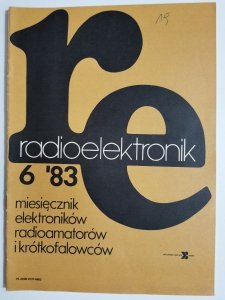 re
radioelektronik
6 '83
miesięcznik
elektroników
radioamatorów
i krótkofalowców